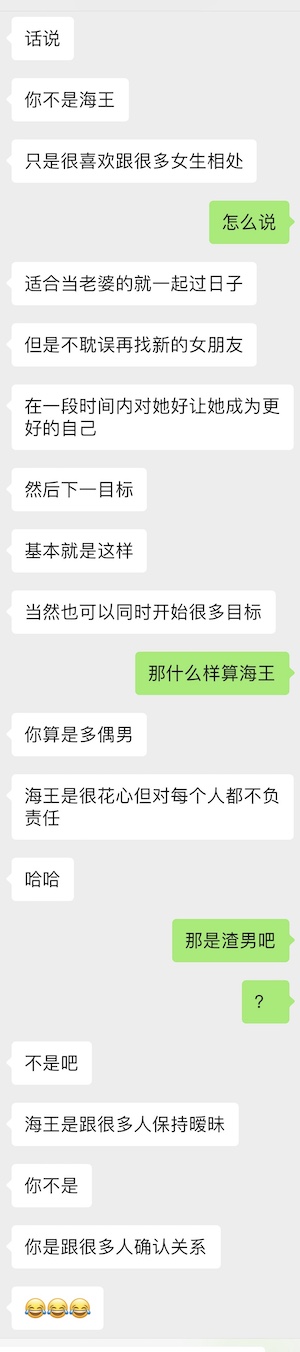 话说
你不是海王
只是很喜欢跟很多女生相处
怎么说
适合当老婆的就一起过日子
但是不耽误再找新的女朋友
在一段时间内对她好让她成为更
好的自己
然后下一目标
基本就是这样
当然也可以同时开始很多目标
那什么样算海王
你算是多偶男
海王是很花心但对每个人都不负
责任
哈哈
那是渣男吧
？
不是吧
海王是跟很多人保持暧昧
你不是
你是跟很多人确认关系
😂😂😂